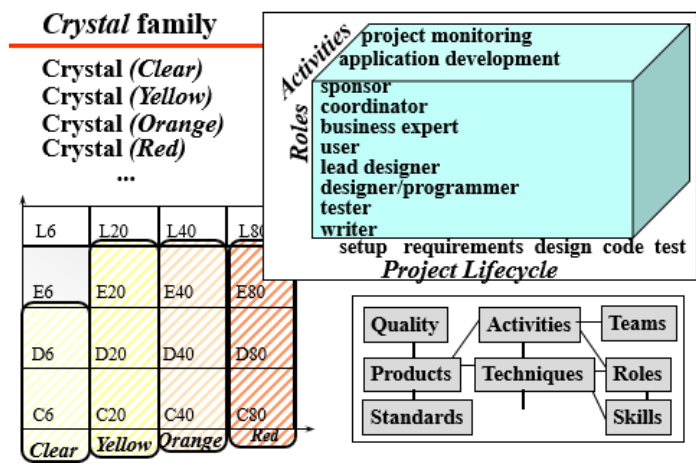 Crystal family
Crystal (Clear)
Crystal (Yellow)
Crystal (Orange)
Crystal (Red)
...
Activities
project monitoring
application development
Roles
sponsor
coordinator
business expert
user
lead designer
designer/programmer
tester
writer
setup requirements design code test
Project Lifecycle
L6 L20 L40 L80
E6 E20 E40 E80
D6 D20 D40 D80
C6 C20 C40 C80
Clear Yellow Orange Red
Quality Activities Teams
Products Techniques Roles
Standards Skills